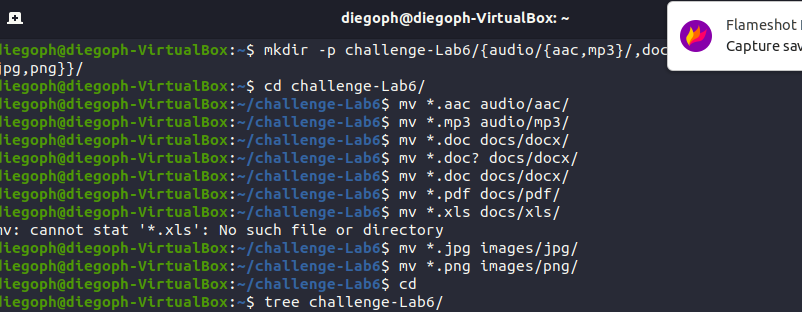 diegoph@diegoph-VirtualBox: ~
Flameshot
Capture sav
diegoph@diegoph-VirtualBox:~$ mkdir -p challenge-Lab6/{audio/{aac,mp3}/,doc
jpg,png}}/
diegoph@diegoph-VirtualBox:~$ cd challenge-Lab6/
diegoph@diegoph-VirtualBox:~/challenge-Lab6$ mv *.aac audio/aac/
diegoph@diegoph-VirtualBox:~/challenge-Lab6$ mv *.mp3 audio/mp3/
diegoph@diegoph-VirtualBox:~/challenge-Lab6$ mv *.doc docs/docx/
diegoph@diegoph-VirtualBox:~/challenge-Lab6$ mv *.doc? docs/docx/
diegoph@diegoph-VirtualBox:~/challenge-Lab6$ mv *.doc docs/docx/
diegoph@diegoph-VirtualBox:~/challenge-Lab6$ mv *.pdf docs/pdf/
diegoph@diegoph-VirtualBox:~/challenge-Lab6$ mv *.xls docs/xls/
mv: cannot stat '*.xls': No such file or directory
diegoph@diegoph-VirtualBox:~/challenge-Lab6$ mv *.jpg images/jpg/
diegoph@diegoph-VirtualBox:~/challenge-Lab6$ mv *.png images/png/
diegoph@diegoph-VirtualBox:~/challenge-Lab6$ cd
diegoph@diegoph-VirtualBox:~$ tree challenge-Lab6/